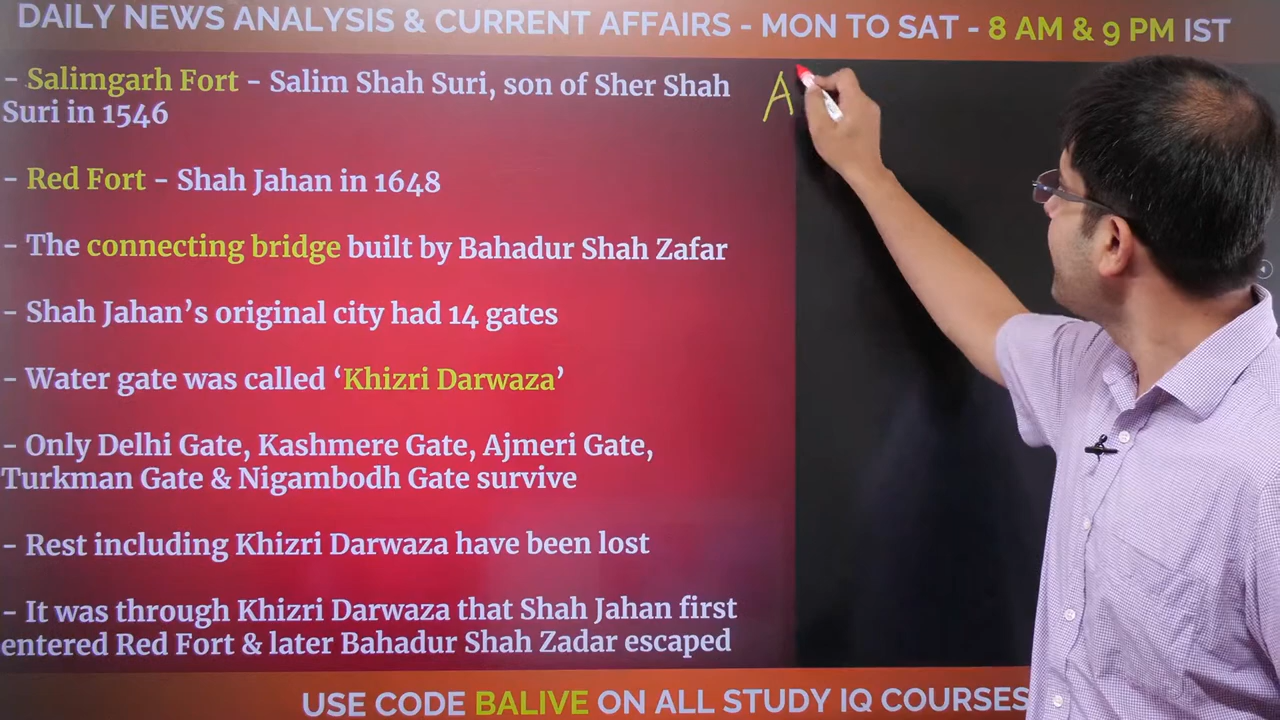 DAILY NEWS ANALYSIS & CURRENT AFFAIRS - MON TO SAT - 8 AM & 9 PM IST
- Salimgarh Fort - Salim Shah Suri, son of Sher Shah
Suri in 1546
A
- Red Fort - Shah Jahan in 1648
- The connecting bridge built by Bahadur Shah Zafar
- Shah Jahan's original city had 14 gates
- Water gate was called ‘Khizri Darwaza’
- Only Delhi Gate, Kashmere Gate, Ajmeri Gate,
Turkman Gate & Nigambodh Gate survive
- Rest including Khizri Darwaza have been lost
- It was through Khizri Darwaza that Shah Jahan first
entered Red Fort & later Bahadur Shah Zadar escaped
USE CODE BALIVE ON ALL STUDY IQ COURSES